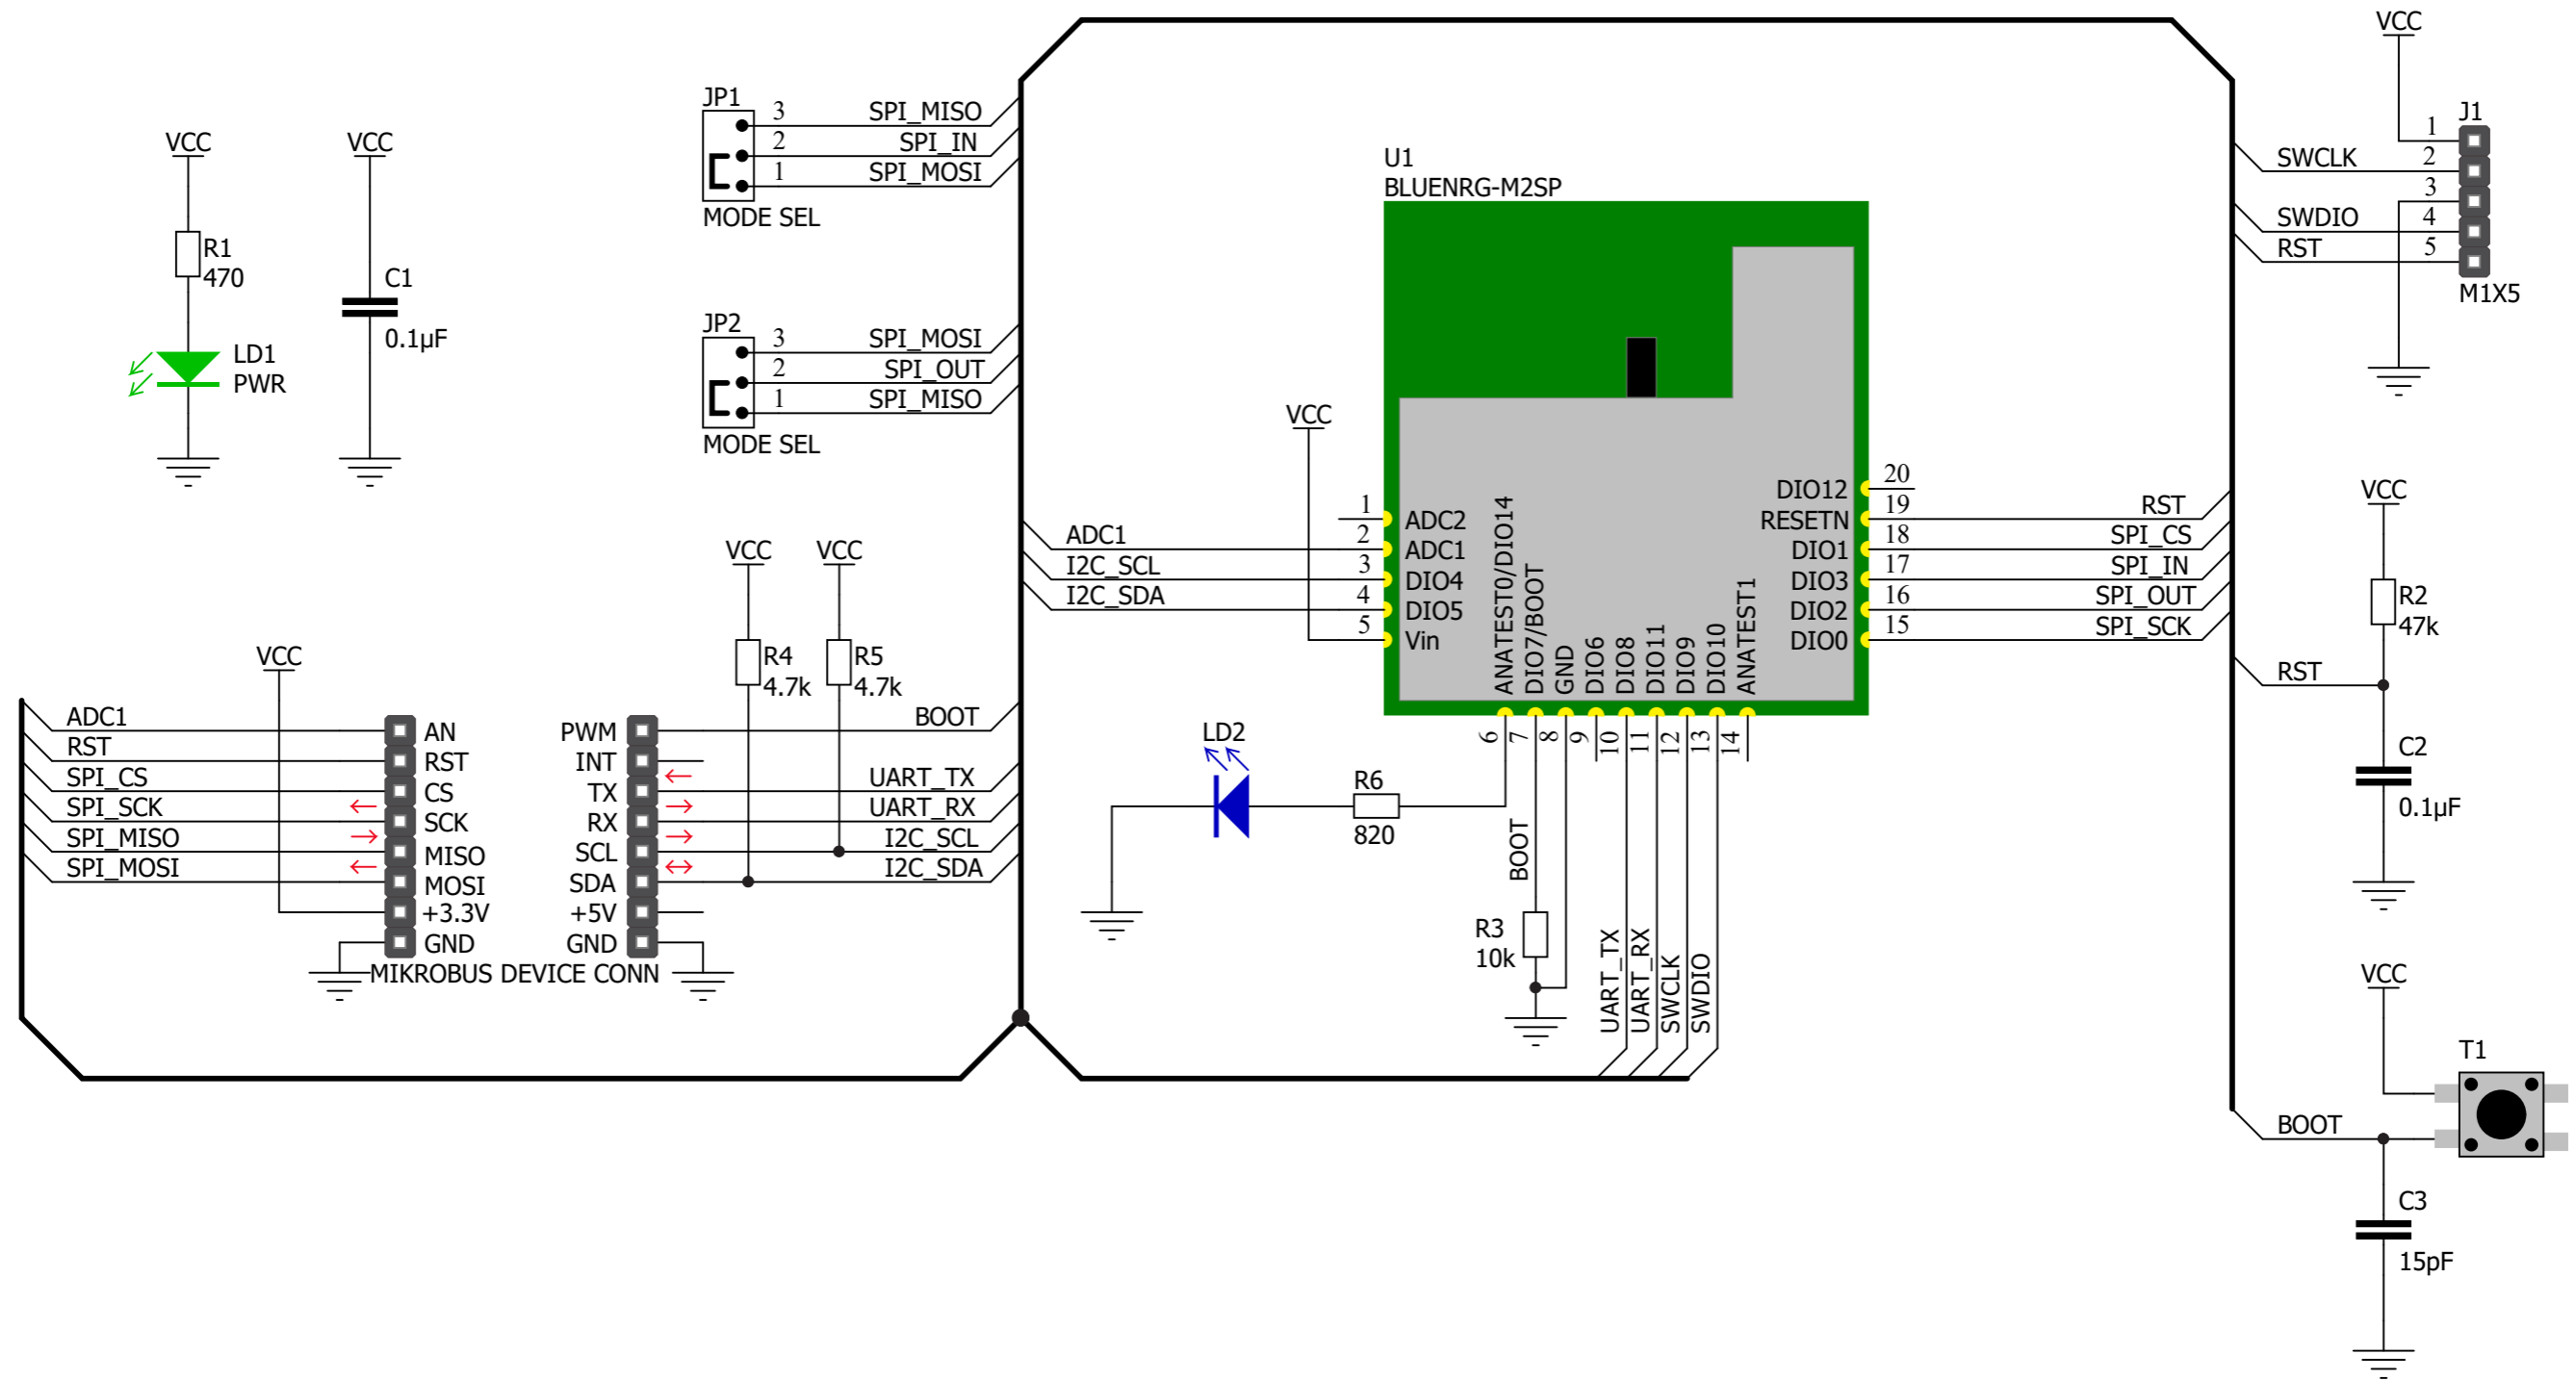 VCC
R1
470
LD1
PWR
VCC
C1
0.1µF
JP1
3 SPI_MISO
2 SPI_IN
1 SPI_MOSI
MODE SEL
JP2
3 SPI_MOSI
2 SPI_OUT
1 SPI_MISO
MODE SEL
VCC
R4
4.7k
VCC
R5
4.7k
VCC
ADC1
RST
SPI_CS
SPI_SCK
SPI_MISO
SPI_MOSI
AN
RST
CS
SCK
MISO
MOSI
+3.3V
GND
PWM
INT
TX
RX
SCL
SDA
+5V
GND
BOOT
UART_TX
UART_RX
I2C_SCL
I2C_SDA
MIKROBUS DEVICE CONN
U1
BLUENRG-M2SP
VCC
ADC1
I2C_SCL
I2C_SDA
1 ADC2
2 ADC1
3 DIO4
4 DIO5
5 Vin
ANATEST0/DIO14
DIO7/BOOT
GND
DIO6
DIO8
DIO11
DIO9
DIO10
ANATEST1
6
7
8
9
10
11
12
13
14
DIO12 20
RESETN 19 RST
DIO1 18 SPI_CS
DIO3 17 SPI_IN
DIO2 16 SPI_OUT
DIO0 15 SPI_SCK
LD2
R6
820
BOOT
R3
10k
UART_TX
UART_RX
SWCLK
SWDIO
VCC
J1
1
SWCLK 2
3
SWDIO 4
RST 5
M1X5
VCC
R2
47k
RST
C2
0.1µF
VCC
T1
BOOT
C3
15pF